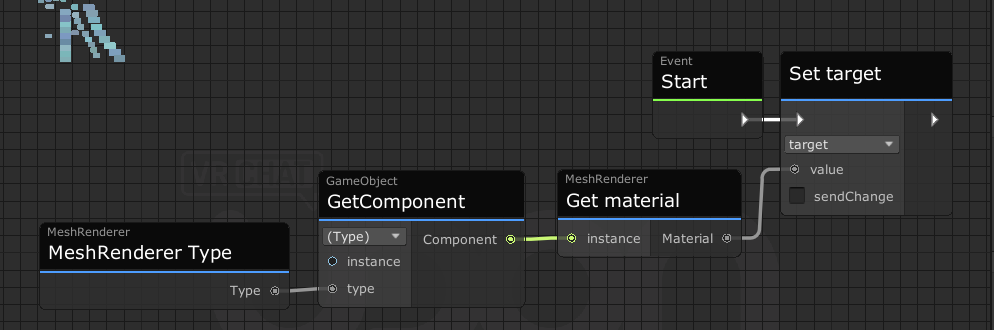 Event
Start
Set target
target
value
sendChange
GameObject
GetComponent
(Type)
Component
instance
type
MeshRenderer
Get material
instance
Material
MeshRenderer
MeshRenderer Type
Type
VRCHAT